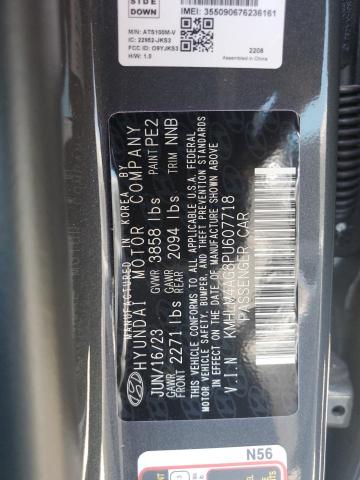 SIDE DOWN
IMEI: 355090676236161
M/N: ATS100M-V
IC: 22952-JKS3
FCC ID: O9YJKS3
2208
H/W: 1.0
Assembled in China
MANUFACTURED IN KOREA BY
HYUNDAI MOTOR COMPANY
JUN/16/23 GVWR 3858 lbs PAINT PE2
GAWR FRONT 2271 lbs GAWR REAR 2094 lbs TRIM NNB
THIS VEHICLE CONFORMS TO ALL APPLICABLE U.S.A. FEDERAL
MOTOR VEHICLE SAFETY, BUMPER, AND THEFT PREVENTION STANDARDS
IN EFFECT ON THE DATE OF MANUFACTURE SHOWN ABOVE.
V.I.N KMHLM4AG8PU607718
PASSENGER CAR
N56